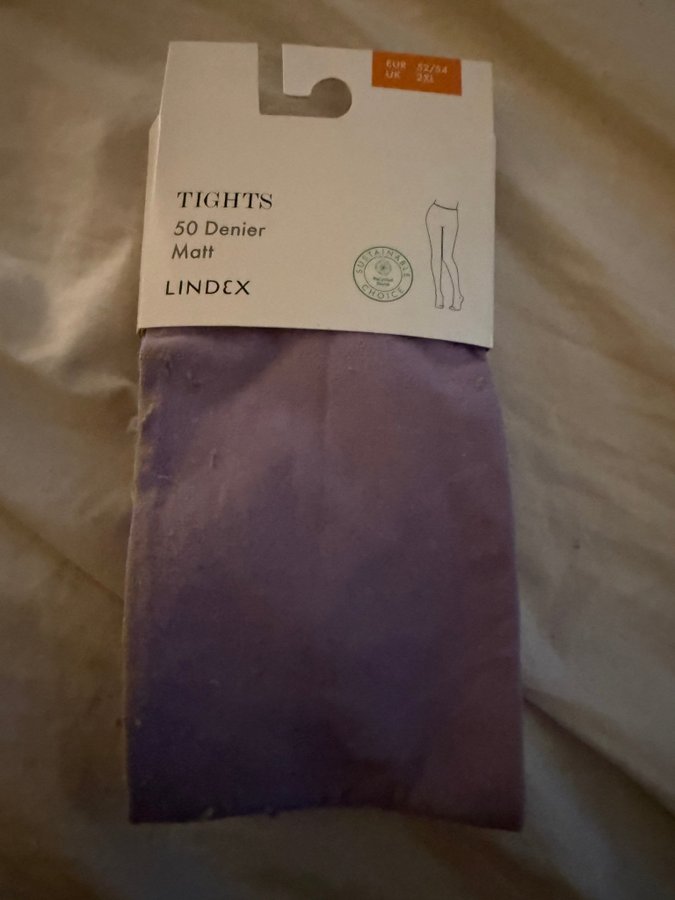 EUR 52/54
UK 2XL
TIGHTS
50 Denier
Matt
LINDEX
SUSTAINABLE
CHOICE